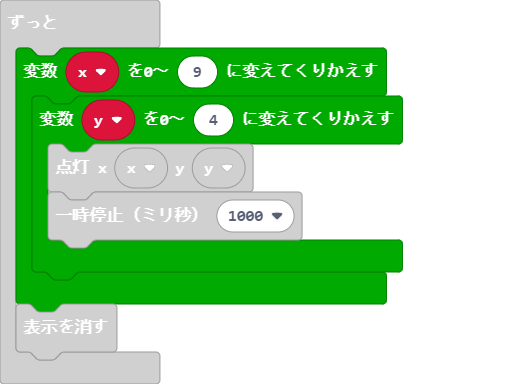 ずっと
変数 x を0～ 9 に変えてくりかえす
変数 y を0～ 4 に変えてくりかえす
点灯 x x y y
一時停止（ミリ秒） 1000
表示を消す